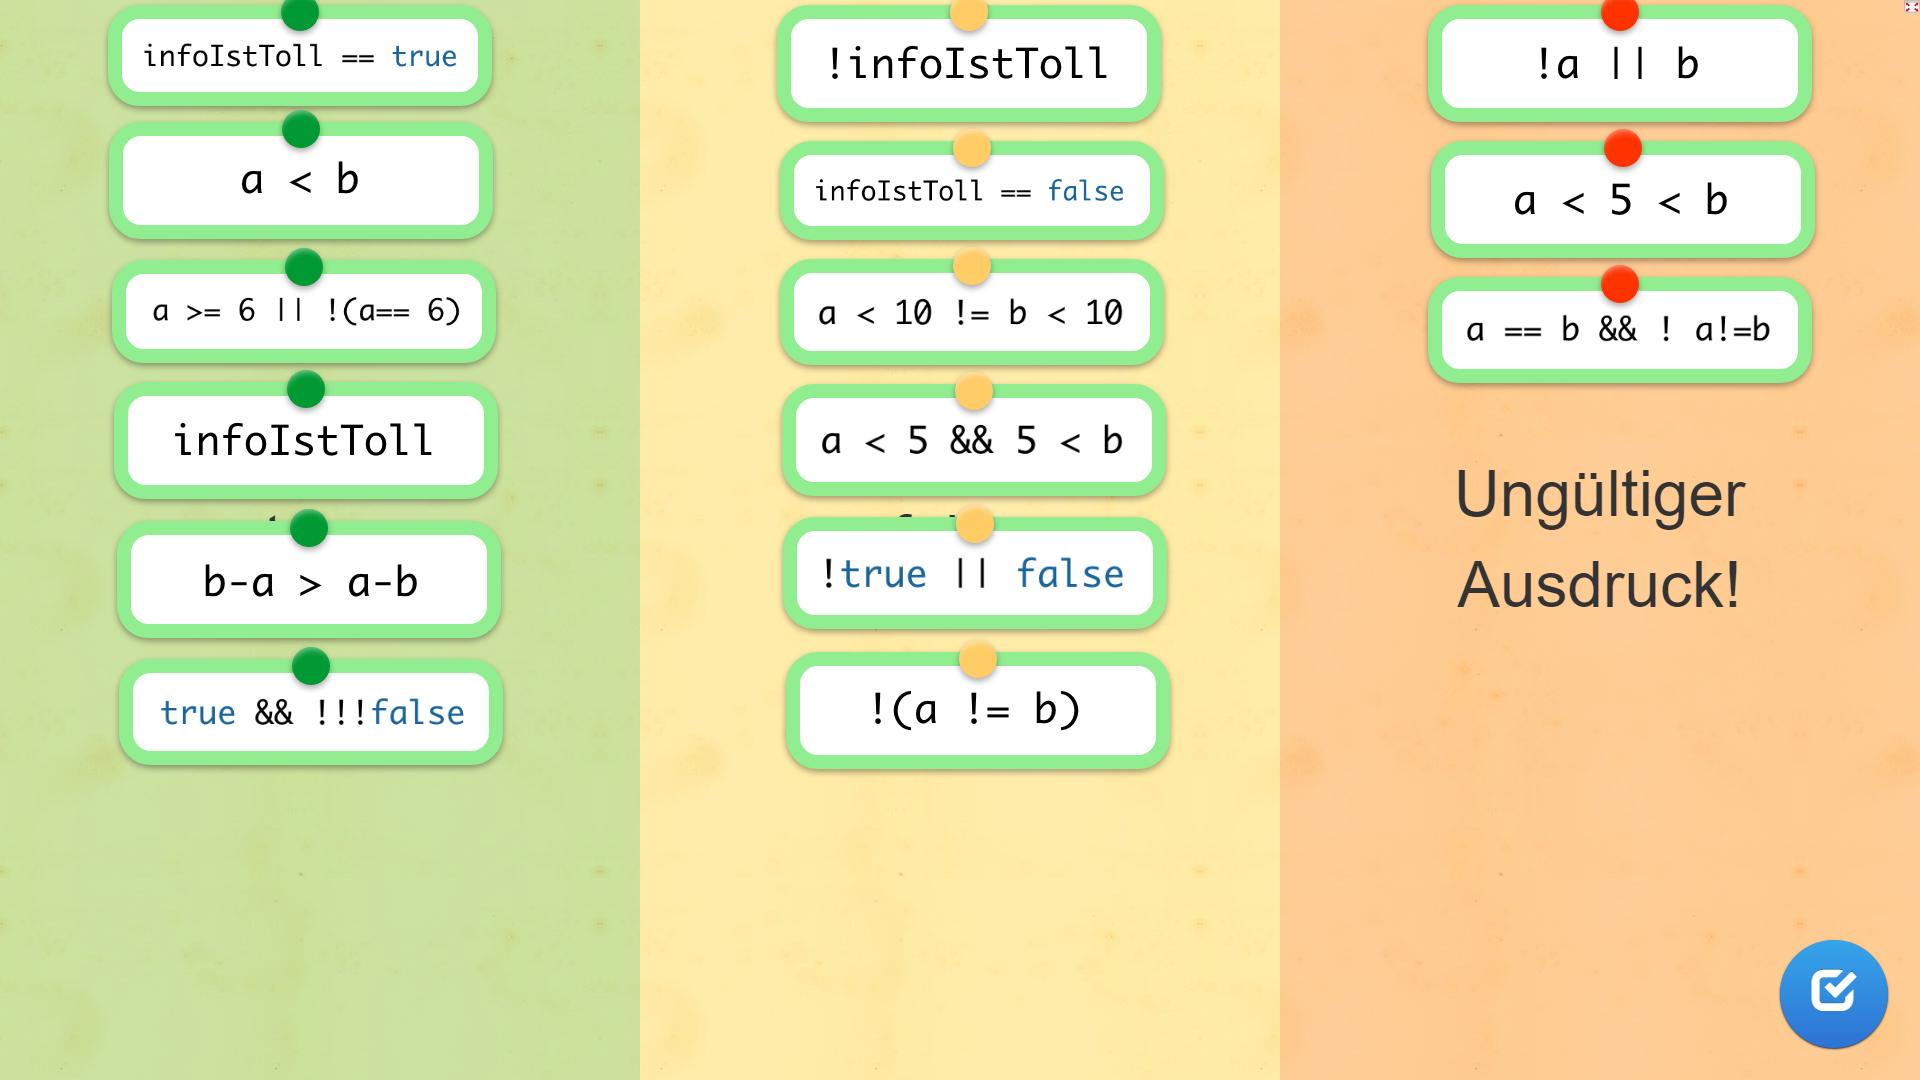 infoIstToll == true
a < b
a >= 6 || !(a== 6)
infoIstToll
b-a > a-b
true && !!!false
!infoIstToll
infoIstToll == false
a < 10 != b < 10
a < 5 && 5 < b
!true || false
!(a != b)
!a || b
a < 5 < b
a == b && ! a!=b
Ungültiger
Ausdruck!